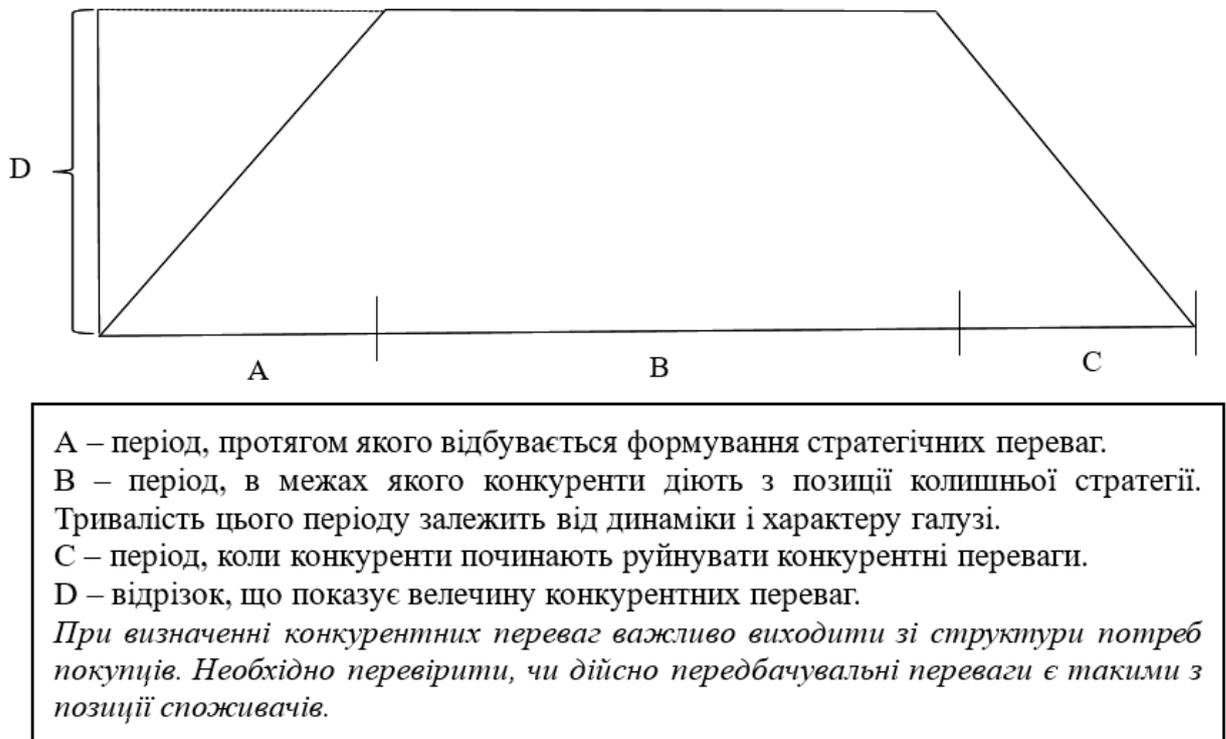 D
A
B
C
A – період, протягом якого відбувається формування стратегічних переваг.
B – період, в межах якого конкуренти діють з позиції колишньої стратегії.
Тривалість цього періоду залежить від динаміки і характеру галузі.
C – період, коли конкуренти починають руйнувати конкурентні переваги.
D – відрізок, що показує велечину конкурентних переваг.
При визначенні конкурентних переваг важливо виходити зі структури потреб
покупців. Необхідно перевірити, чи дійсно передбачувальні переваги є такими з
позиції споживачів.